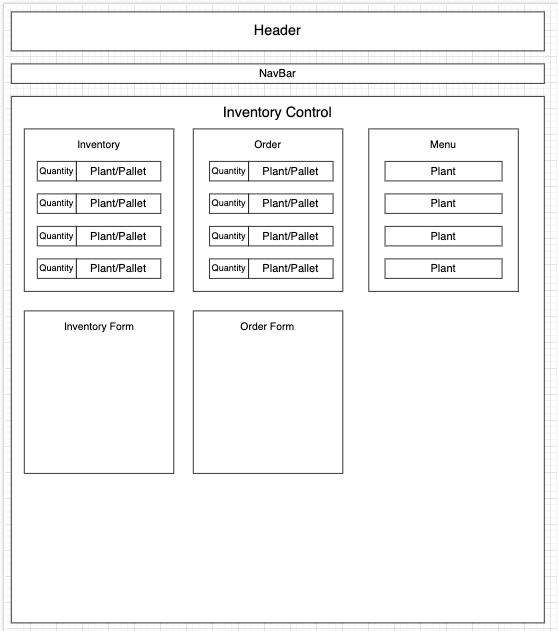 Header
NavBar
Inventory Control
Inventory
Quantity Plant/Pallet
Quantity Plant/Pallet
Quantity Plant/Pallet
Quantity Plant/Pallet
Order
Quantity Plant/Pallet
Quantity Plant/Pallet
Quantity Plant/Pallet
Quantity Plant/Pallet
Menu
Plant
Plant
Plant
Plant
Inventory Form
Order Form